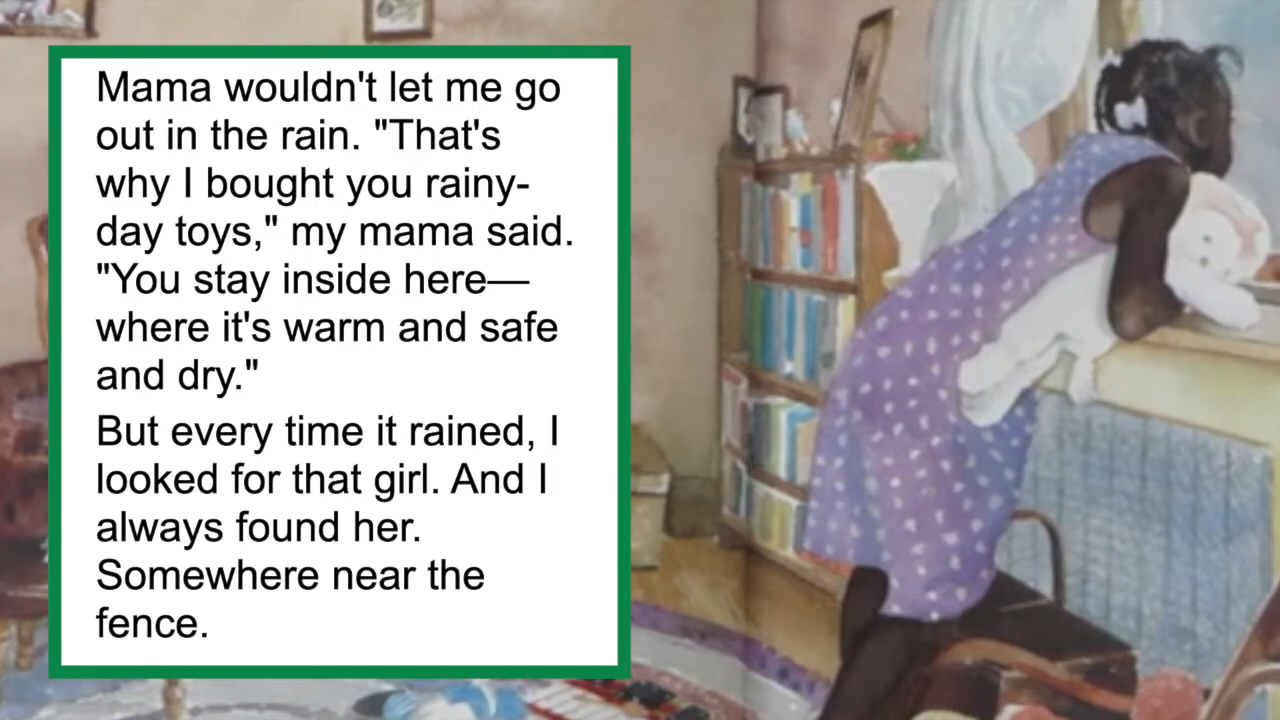 Mama wouldn't let me go
out in the rain. "That's
why I bought you rainy-
day toys," my mama said.
"You stay inside here—
where it's warm and safe
and dry."
But every time it rained, I
looked for that girl. And I
always found her.
Somewhere near the
fence.